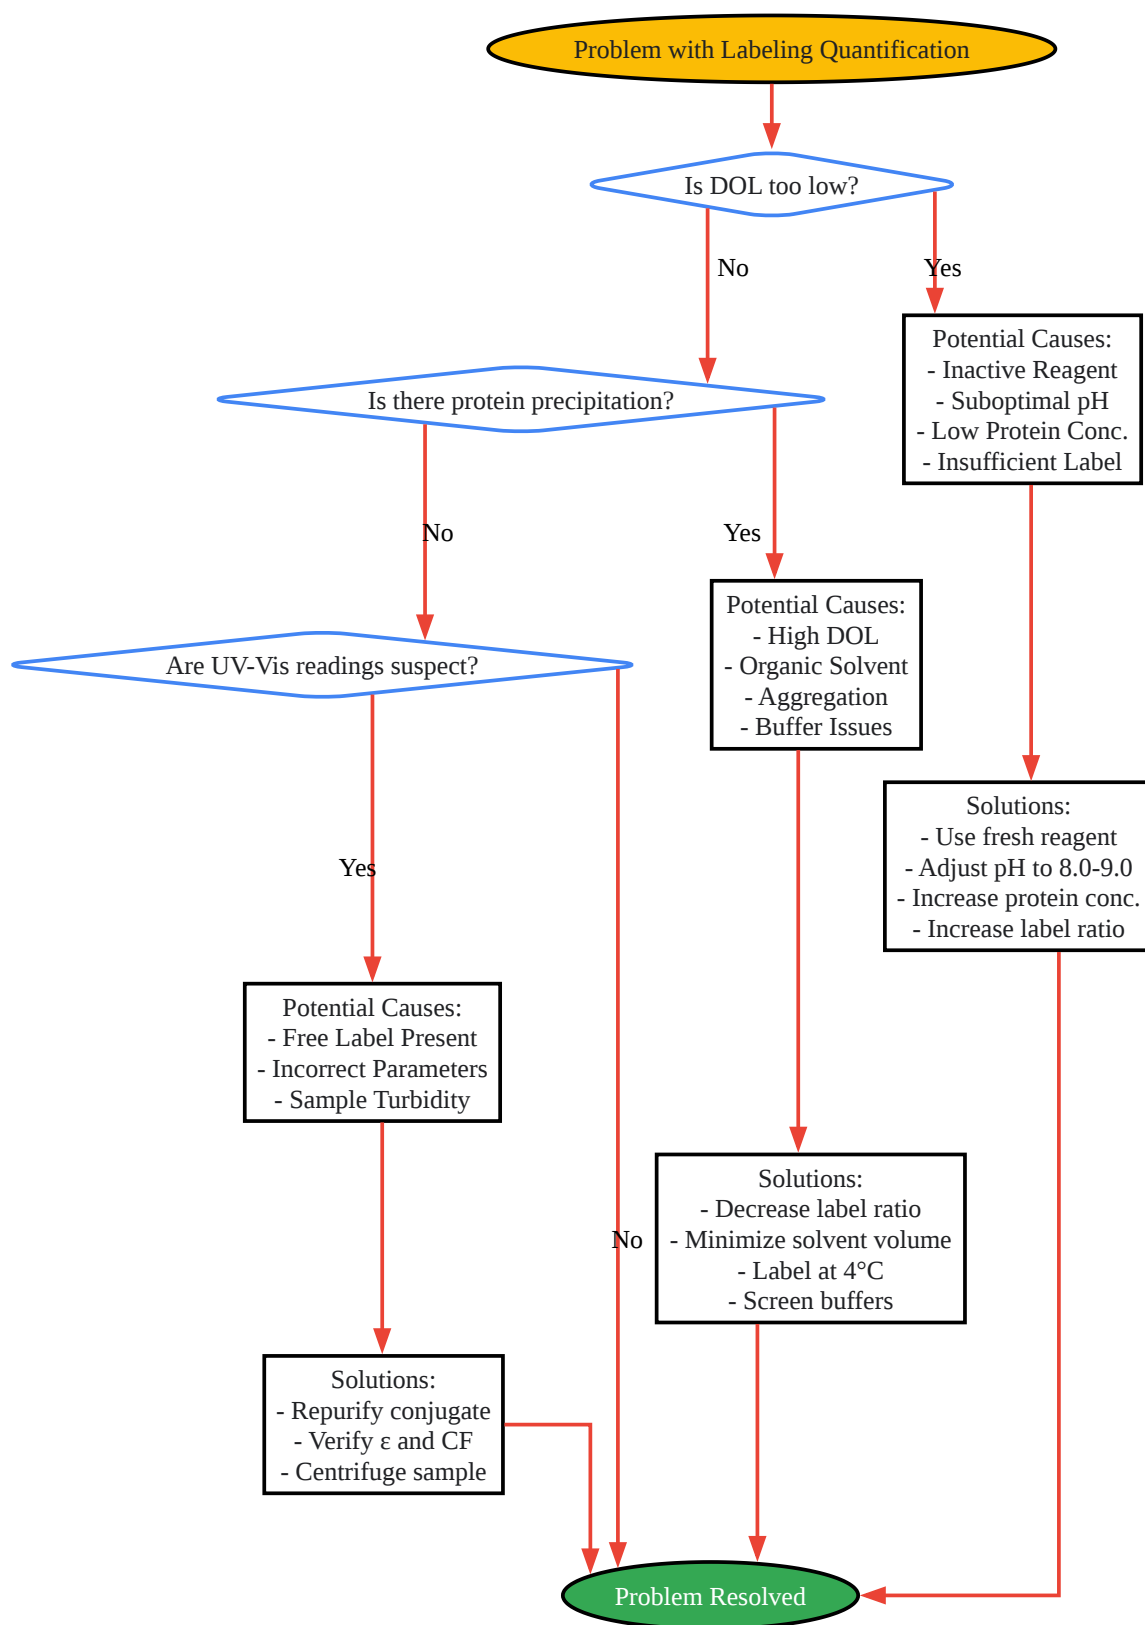 Problem with Labeling Quantification
Is DOL too low?
No
Yes
Potential Causes:
- Inactive Reagent
- Suboptimal pH
- Low Protein Conc.
- Insufficient Label
Is there protein precipitation?
No
Yes
Potential Causes:
- High DOL
- Organic Solvent
- Aggregation
- Buffer Issues
Are UV-Vis readings suspect?
Solutions:
- Use fresh reagent
- Adjust pH to 8.0-9.0
- Increase protein conc.
- Increase label ratio
Yes
Potential Causes:
- Free Label Present
- Incorrect Parameters
- Sample Turbidity
No
Solutions:
- Decrease label ratio
- Minimize solvent volume
- Label at 4°C
- Screen buffers
Solutions:
- Repurify conjugate
- Verify ε and CF
- Centrifuge sample
Problem Resolved